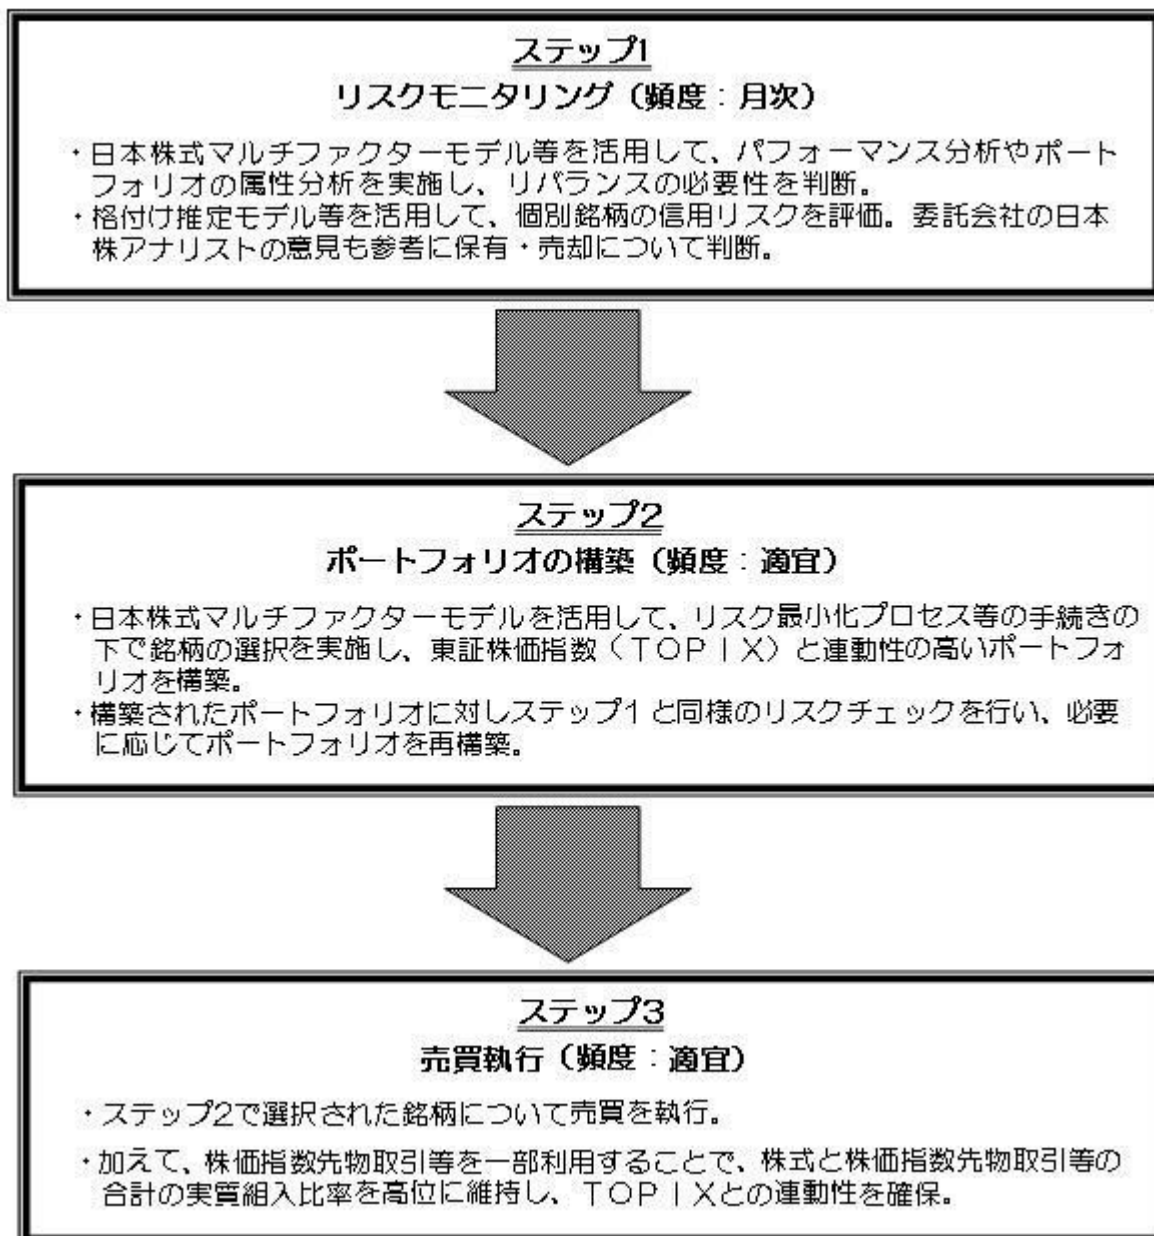 ステップ1
リスクモニタリング（頻度：月次）
・日本株式マルチファクターモデル等を活用して、パフォーマンス分析やポート
フォリオの属性分析を実施し、リバランスの必要性を判断。
・格付け推定モデル等を活用して、個別銘柄の信用リスクを評価。委託会社の日本
株アナリストの意見も参考に保有・売却について判断。
ステップ2
ポートフォリオの構築（頻度：適宜）
・日本株式マルチファクターモデルを活用して、リスク最小化プロセス等の手続きの
下で銘柄の選択を実施し、東証株価指数（ＴＯＰＩＸ）と連動性の高いポートフォ
リオを構築。
・構築されたポートフォリオに対しステップ1と同様のリスクチェックを行い、必要
に応じてポートフォリオを再構築。
ステップ3
売買執行（頻度：適宜）
・ステップ2で選択された銘柄について売買を執行。
・加えて、株価指数先物取引等を一部利用することで、株式と株価指数先物取引等の
合計の実質組入比率を高位に維持し、ＴＯＰＩＸとの連動性を確保。